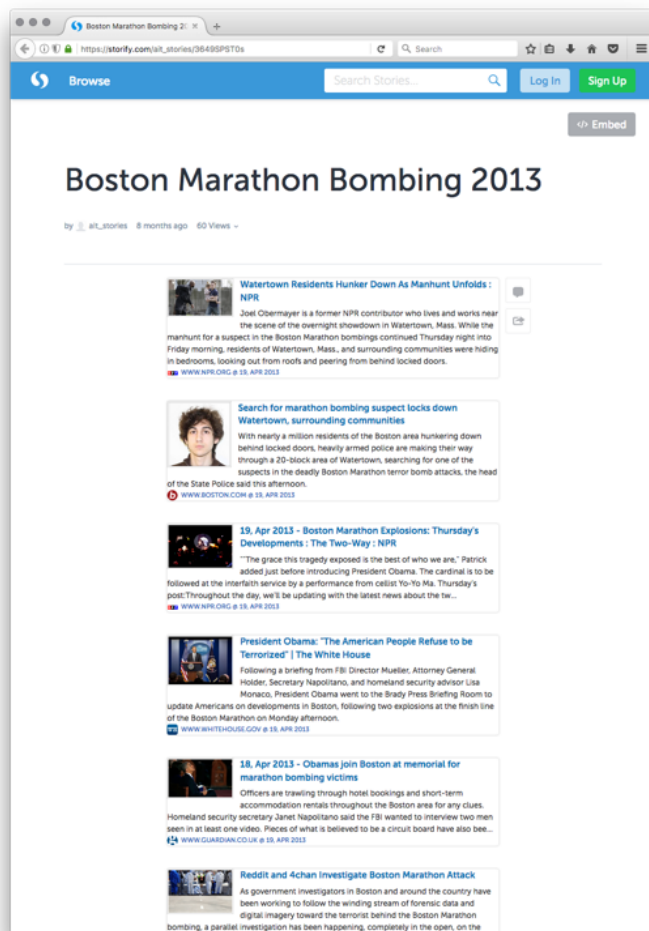 Boston Marathon Bombing 20
https://storify.com/ait_stories/3649SPST0s
Search
Browse
Search Stories...
Log In
Sign Up
</> Embed
Boston Marathon Bombing 2013
by ait_stories 8 months ago 60 Views
Watertown Residents Hunker Down As Manhunt Unfolds :
NPR
Joel Obermayer is a former NPR contributor who lives and works near
the scene of the overnight showdown in Watertown, Mass. While the
manhunt for a suspect in the Boston Marathon bombings continued Thursday night into
Friday morning, residents of Watertown, Mass., and surrounding communities were hiding
in bedrooms, looking out from roofs and peering from behind locked doors.
WWW.NPR.ORG @ 19, APR 2013
Search for marathon bombing suspect locks down
Watertown, surrounding communities
With nearly a million residents of the Boston area hunkering down
behind locked doors, heavily armed police are making their way
through a 20-block area of Watertown, searching for one of the
suspects in the deadly Boston Marathon terror bomb attacks, the head
of the State Police said this afternoon.
WWW.BOSTON.COM @ 19, APR 2013
19, Apr 2013 - Boston Marathon Explosions: Thursday's
Developments : The Two-Way : NPR
""The grace this tragedy exposed is the best of who we are," Patrick
added just before introducing President Obama. The cardinal is to be
followed at the interfaith service by a performance from cellist Yo-Yo Ma. Thursday's
post:Throughout the day, we'll be updating with the latest news about the tw...
WWW.NPR.ORG @ 19, APR 2013
President Obama: "The American People Refuse to be
Terrorized" | The White House
Following a briefing from FBI Director Mueller, Attorney General
Holder, Secretary Napolitano, and homeland security advisor Lisa
Monaco, President Obama went to the Brady Press Briefing Room to
update Americans on developments in Boston, following two explosions at the finish line
of the Boston Marathon on Monday afternoon.
WWW.WHITEHOUSE.GOV @ 19, APR 2013
18, Apr 2013 - Obamas join Boston at memorial for
marathon bombing victims
Officers are trawling through hotel bookings and short-term
accommodation rentals throughout the Boston area for any clues.
Homeland security secretary Janet Napolitano said the FBI wanted to interview two men
seen in at least one video. Pieces of what is believed to be a circuit board have also bee...
WWW.GUARDIAN.CO.UK @ 19, APR 2013
Reddit and 4chan Investigate Boston Marathon Attack
As government investigators in Boston and around the country have
been working to follow the winding stream of forensic data and
digital imagery toward the terrorist behind the Boston Marathon
bombing, a parallel investigation has been happening, completely in the open, on the